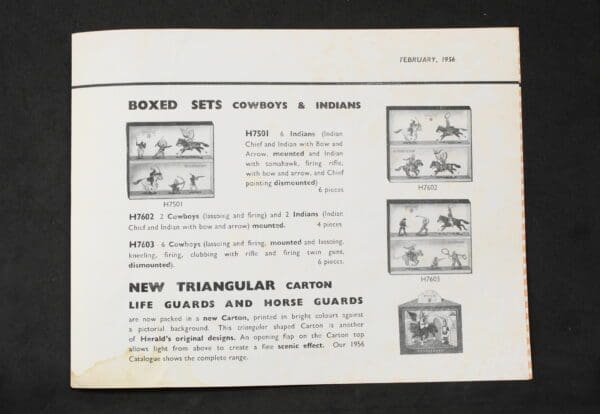 FEBRUARY, 1956
BOXED SETS COWBOYS & INDIANS
H7501 6 Indians (Indian
Chief and Indian with Bow and
Arrow, mounted and Indian
with tomahawk, firing rifle,
with bow and arrow, and Chief
pointing dismounted)
6 pieces
H7501
H7602
H7602 2 Cowboys (lassoing and firing) and 2 Indians (Indian
Chief and Indian with bow and arrow) mounted. 4 pieces
H7603 6 Cowboys (lassoing and firing, mounted and lassoing,
kneeling, firing, clubbing with rifle and firing twin guns,
dismounted). 6 pieces.
H7603
NEW TRIANGULAR CARTON
LIFE GUARDS AND HORSE GUARDS
are now packed in a new Carton, printed in bright colours against
a pictorial background. This triangular shaped Carton is another
of Herald's original designs. An opening flap on the Carton top
allows light from above to create a fine scenic effect. Our 1956
Catalogue shows the complete range.